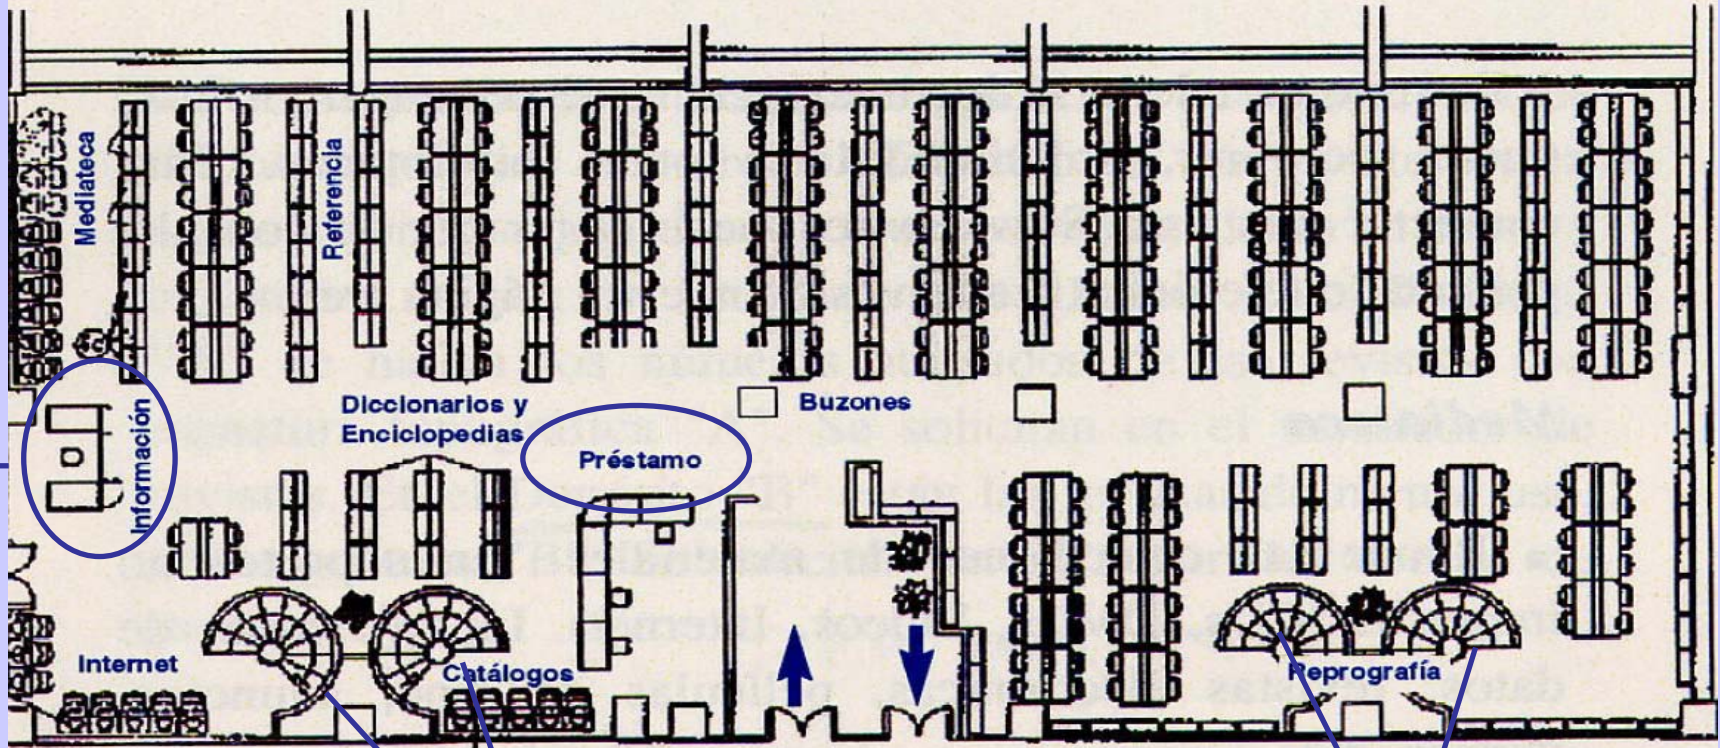 Mediateca
Referencia
Información
Diccionarios y
Enciclopedias
Préstamo
Buzones
Internet
Catálogos
Reprografía